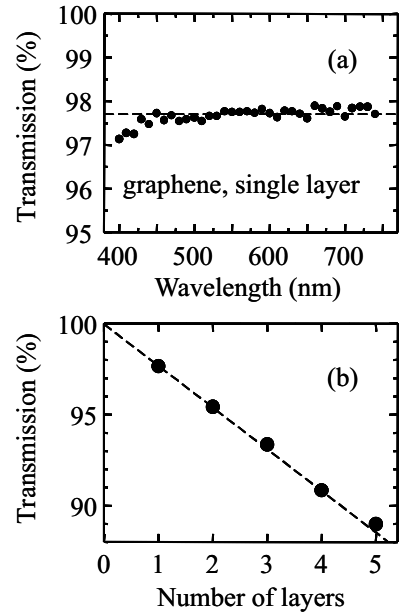 100
99
98
97
96
95
Transmission (%)
(a)
graphene, single layer
400 500 600 700
Wavelength (nm)
100
95
90
Transmission (%)
(b)
0 1 2 3 4 5
Number of layers